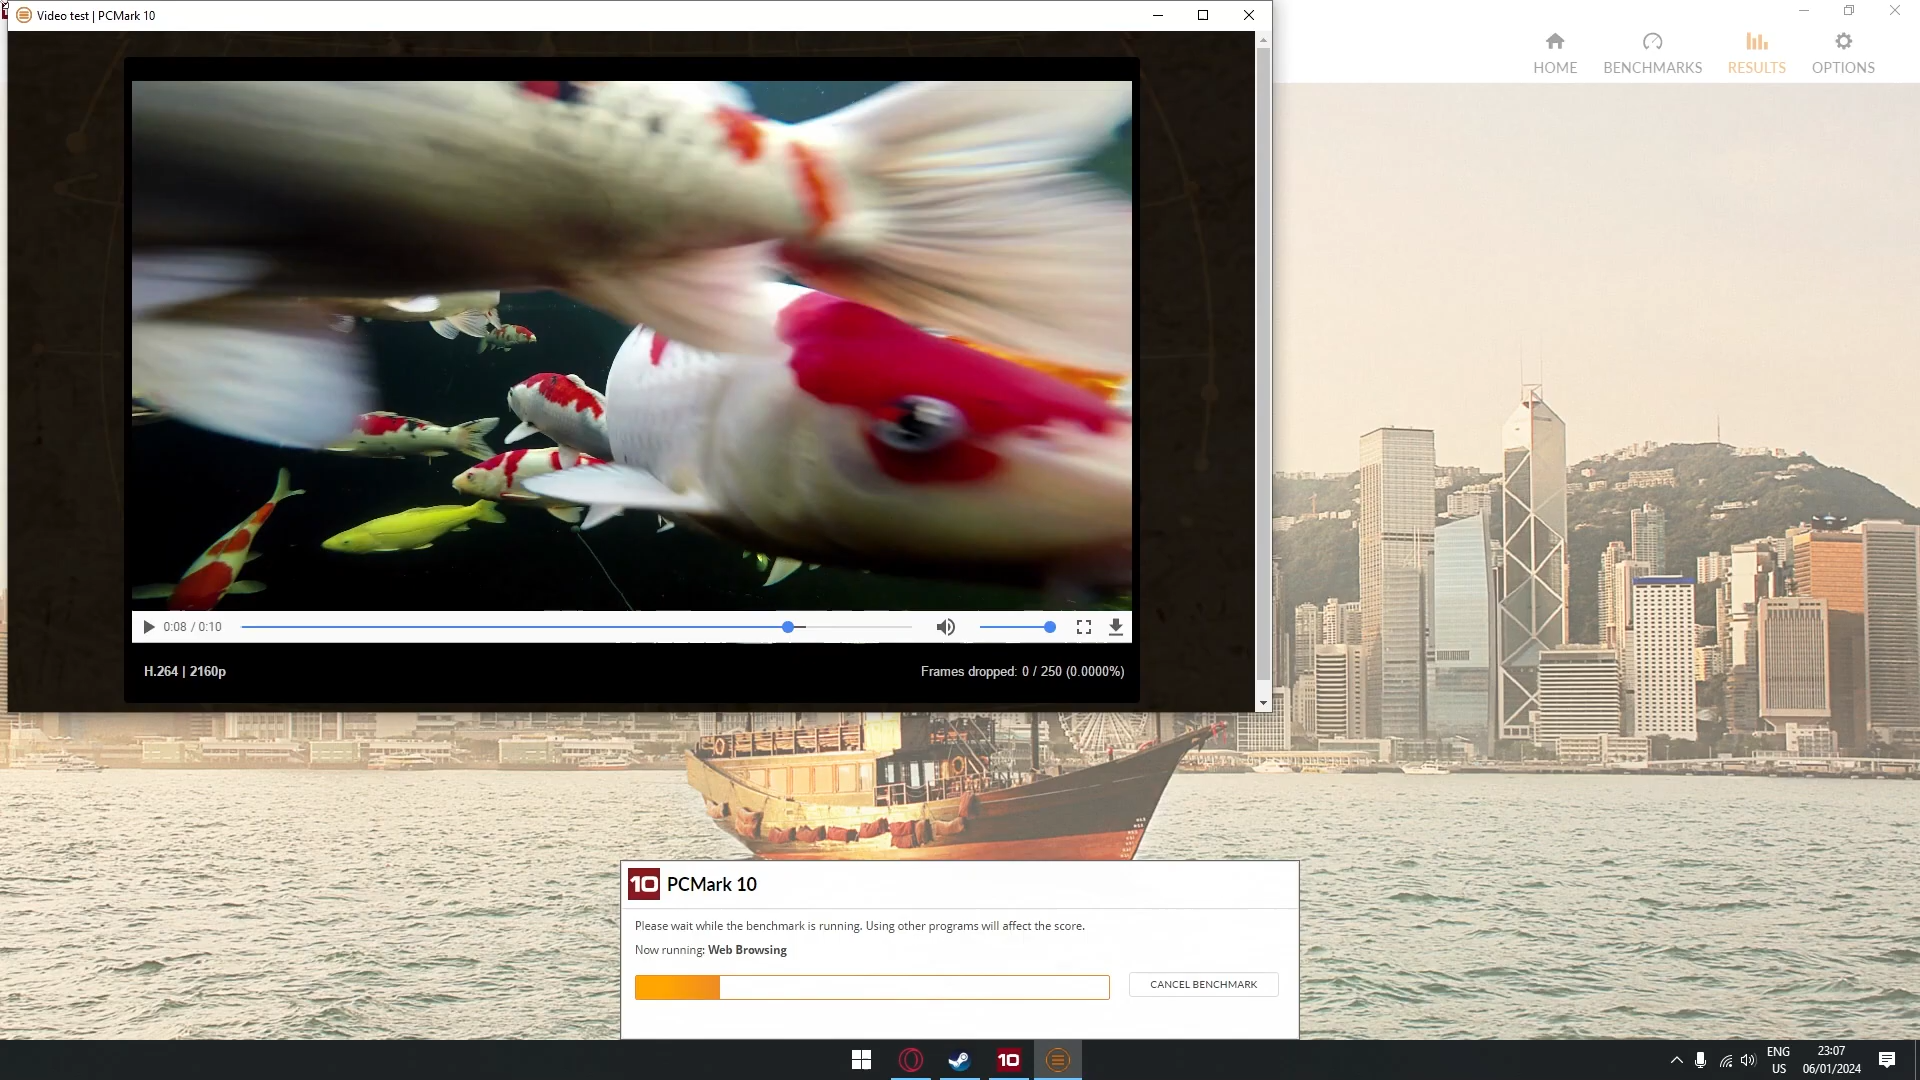 Video test | PCMark 10
HOME
BENCHMARKS
RESULTS
OPTIONS
0:08 / 0:10
H.264 | 2160p
Frames dropped: 0 / 250 (0.0000%)
10
PCMark 10
Please wait while the benchmark is running. Using other programs will affect the score.
Now running: Web Browsing
CANCEL BENCHMARK
10
ENG
US
23:07
06/01/2024